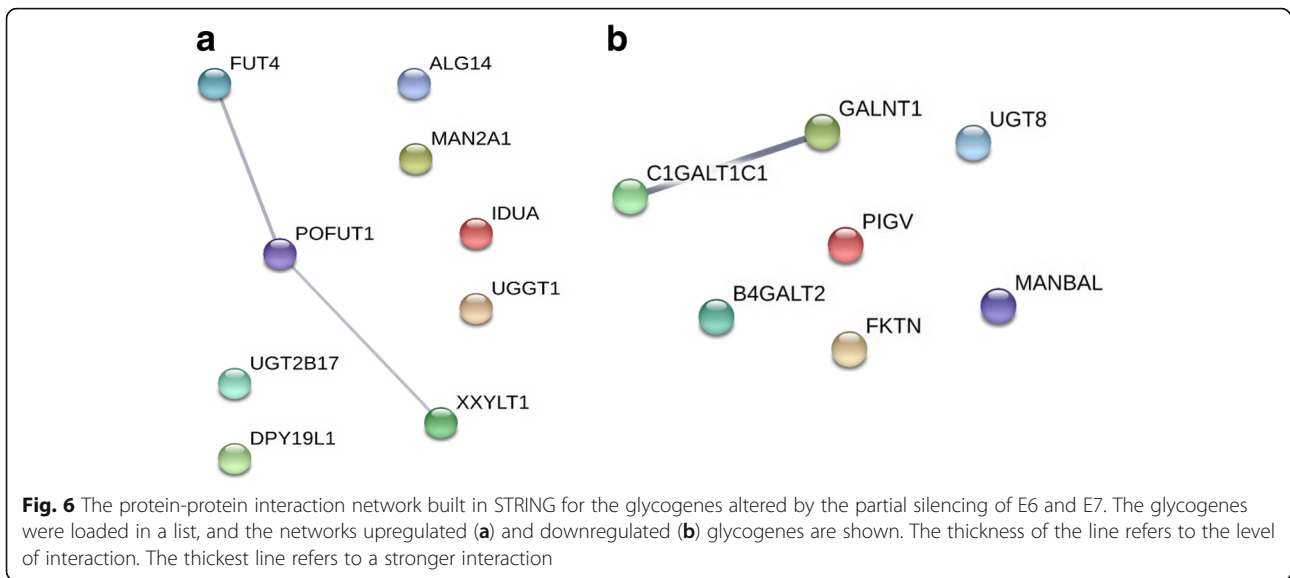 a
FUT4
ALG14
MAN2A1
IDUA
POFUT1
UGGT1
UGT2B17
XXYLT1
DPY19L1
b
GALNT1
UGT8
C1GALT1C1
PIGV
MANBAL
B4GALT2
FKTN
Fig. 6 The protein-protein interaction network built in STRING for the glycogenes altered by the partial silencing of E6 and E7. The glycogenes
were loaded in a list, and the networks upregulated (a) and downregulated (b) glycogenes are shown. The thickness of the line refers to the level
of interaction. The thickest line refers to a stronger interaction